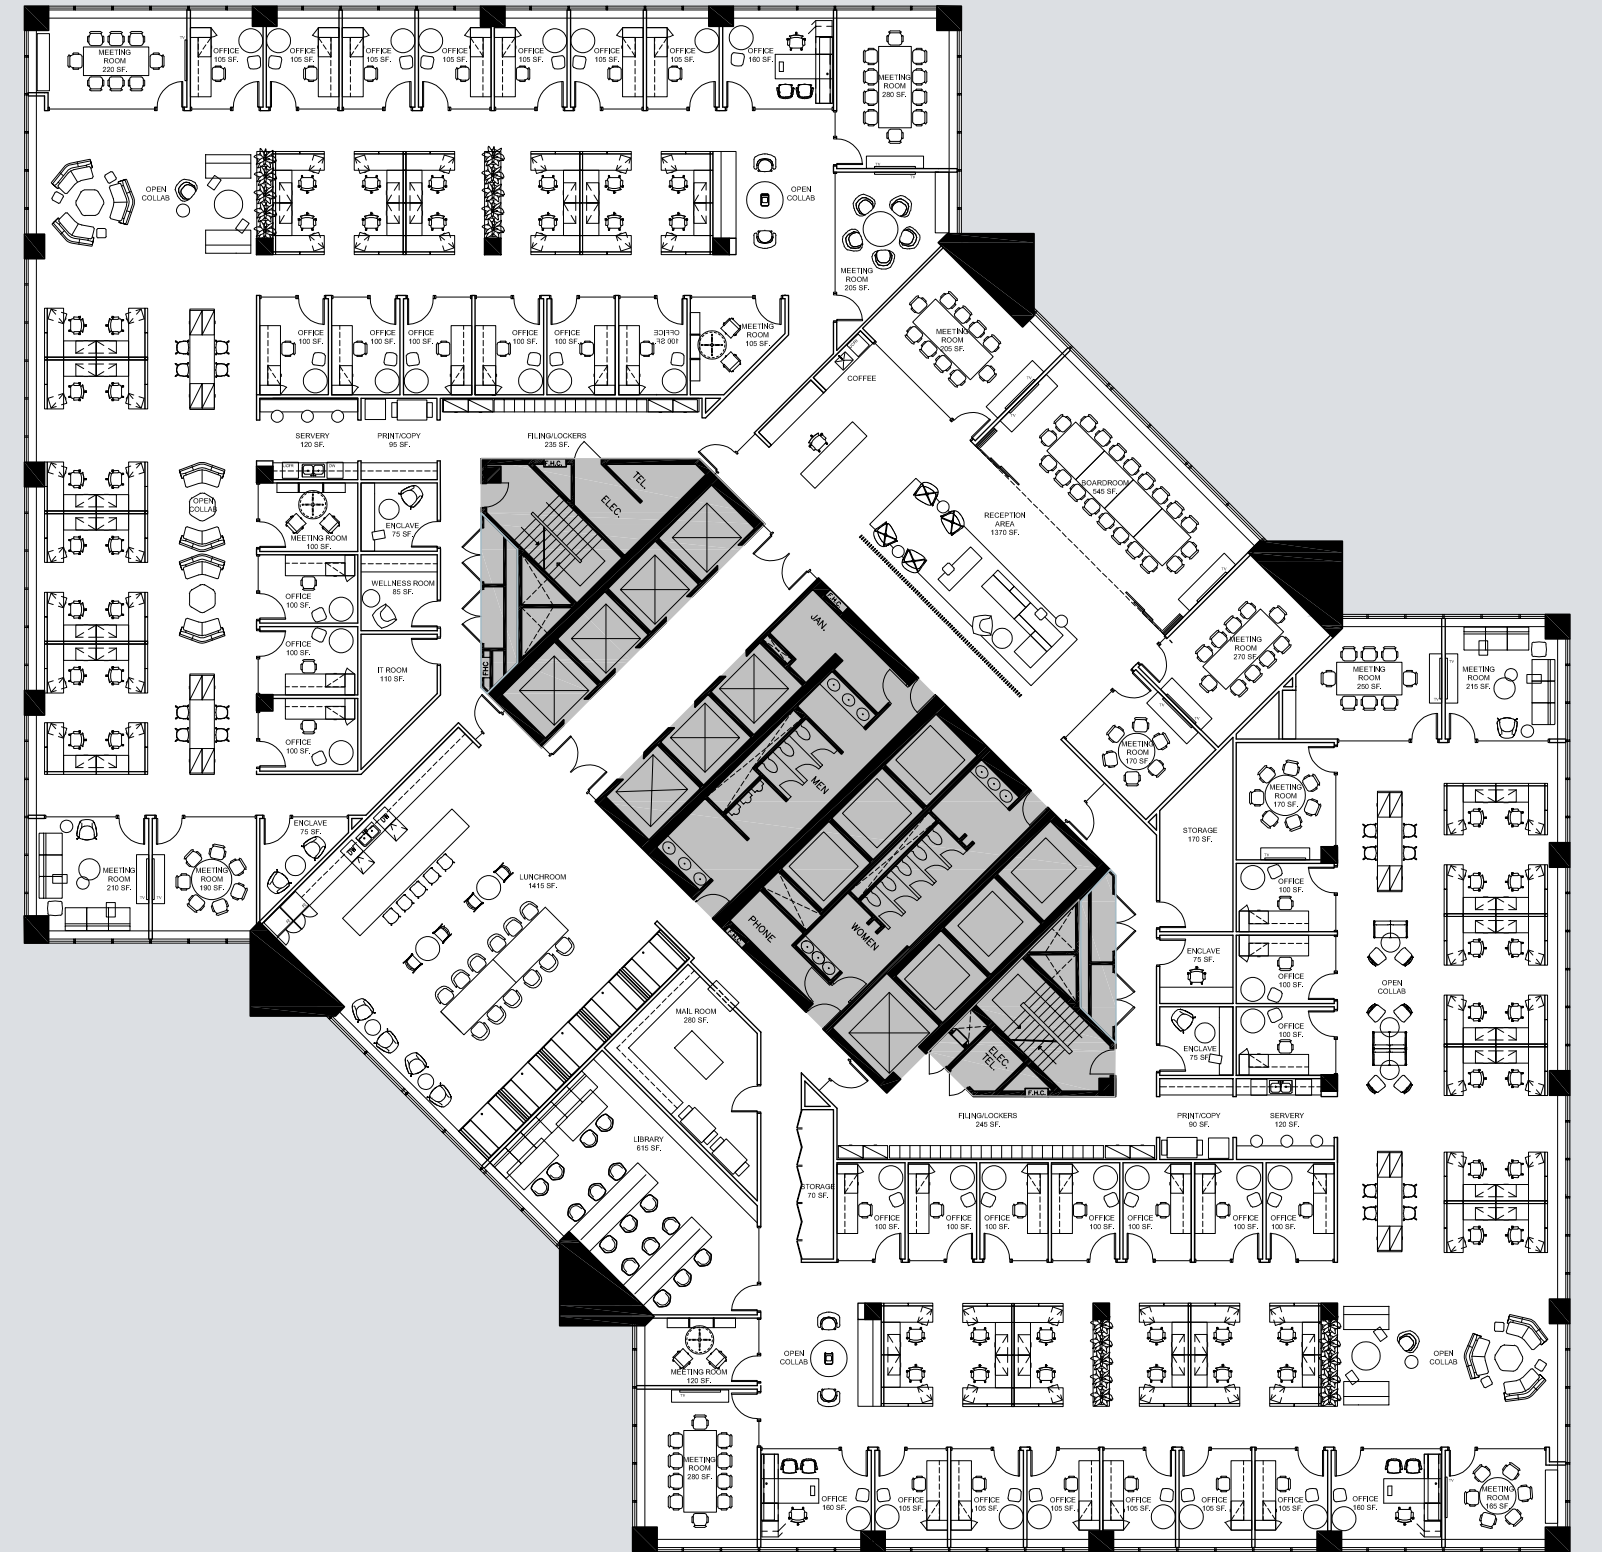 MEETING
ROOM
220 SF.
OFFICE
105 SF.
OFFICE
105 SF.
OFFICE
105 SF.
OFFICE
105 SF.
OFFICE
105 SF.
OFFICE
105 SF.
OFFICE
105 SF.
OFFICE
160 SF.
MEETING
ROOM
280 SF.
TV
OPEN
COLLAB
OPEN
COLLAB
MEETING
ROOM
205 SF.
OFFICE
100 SF.
OFFICE
100 SF.
OFFICE
100 SF.
OFFICE
100 SF.
OFFICE
100 SF.
OFFICE
100 SF.
MEETING
ROOM
105 SF.
MEETING
ROOM
205 SF.
COFFEE
SERVERY
120 SF.
PRINT/COPY
95 SF.
FILING/LOCKERS
235 SF.
F.H.C.
TEL.
ELEC.
BOARDROOM
545 SF.
OPEN
COLLAB
MEETING ROOM
100 SF.
ENCLAVE
75 SF.
RECEPTION
AREA
1370 SF.
WELLNESS ROOM
85 SF.
OFFICE
100 SF.
OFFICE
100 SF.
IT ROOM
110 SF.
FHC
OFFICE
100 SF.
F.H.C.
JAN.
MEETING
ROOM
270 SF.
MEETING
ROOM
250 SF.
MEETING
ROOM
215 SF.
MEETING
ROOM
170 SF
MEN
MEETING
ROOM
170 SF.
STORAGE
170 SF.
ENCLAVE
75 SF.
DW
DW
MEETING
ROOM
210 SF.
TV
MEETING
ROOM
190 SF.
LUNCHROOM
1415 SF.
OFFICE
100 SF.
PHONE
F.H.C.
WOMEN
ENCLAVE
75 SF.
OFFICE
100 SF.
OPEN
COLLAB
MAIL ROOM
280 SF.
OFFICE
100 SF.
ENCLAVE
75 SF.
ELEC.
TEL.
F.H.C.
FILING/LOCKERS
245 SF.
PRINT/COPY
90 SF.
SERVERY
120 SF.
LIBRARY
615 SF.
STORAGE
70 SF.
OFFICE
100 SF.
OFFICE
100 SF.
OFFICE
100 SF.
OFFICE
100 SF.
OFFICE
100 SF.
OFFICE
100 SF.
OFFICE
100 SF.
OPEN
COLLAB
OPEN
COLLAB
MEETING ROOM
120 SF.
TV
MEETING
ROOM
280 SF.
OFFICE
160 SF.
OFFICE
105 SF.
OFFICE
105 SF.
OFFICE
105 SF.
OFFICE
105 SF.
OFFICE
105 SF.
OFFICE
105 SF.
OFFICE
160 SF.
MEETING
ROOM
165 SF.